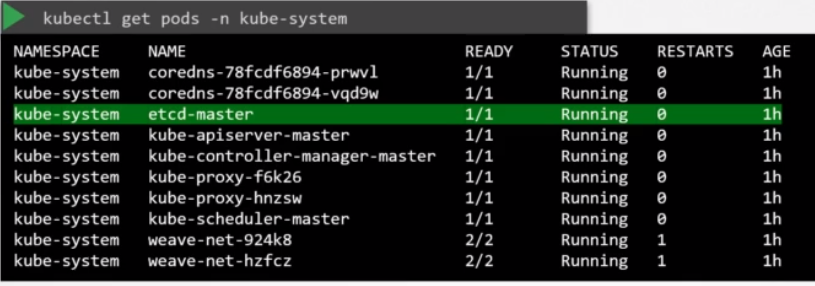 kubectl get pods -n kube-system
NAMESPACE NAME READY STATUS RESTARTS AGE
kube-system coredns-78fcdf6894-prwvl 1/1 Running 0 1h
kube-system coredns-78fcdf6894-vqd9w 1/1 Running 0 1h
kube-system etcd-master 1/1 Running 0 1h
kube-system kube-apiserver-master 1/1 Running 0 1h
kube-system kube-controller-manager-master 1/1 Running 0 1h
kube-system kube-proxy-f6k26 1/1 Running 0 1h
kube-system kube-proxy-hnzsw 1/1 Running 0 1h
kube-system kube-scheduler-master 1/1 Running 0 1h
kube-system weave-net-924k8 2/2 Running 1 1h
kube-system weave-net-hzfcz 2/2 Running 1 1h